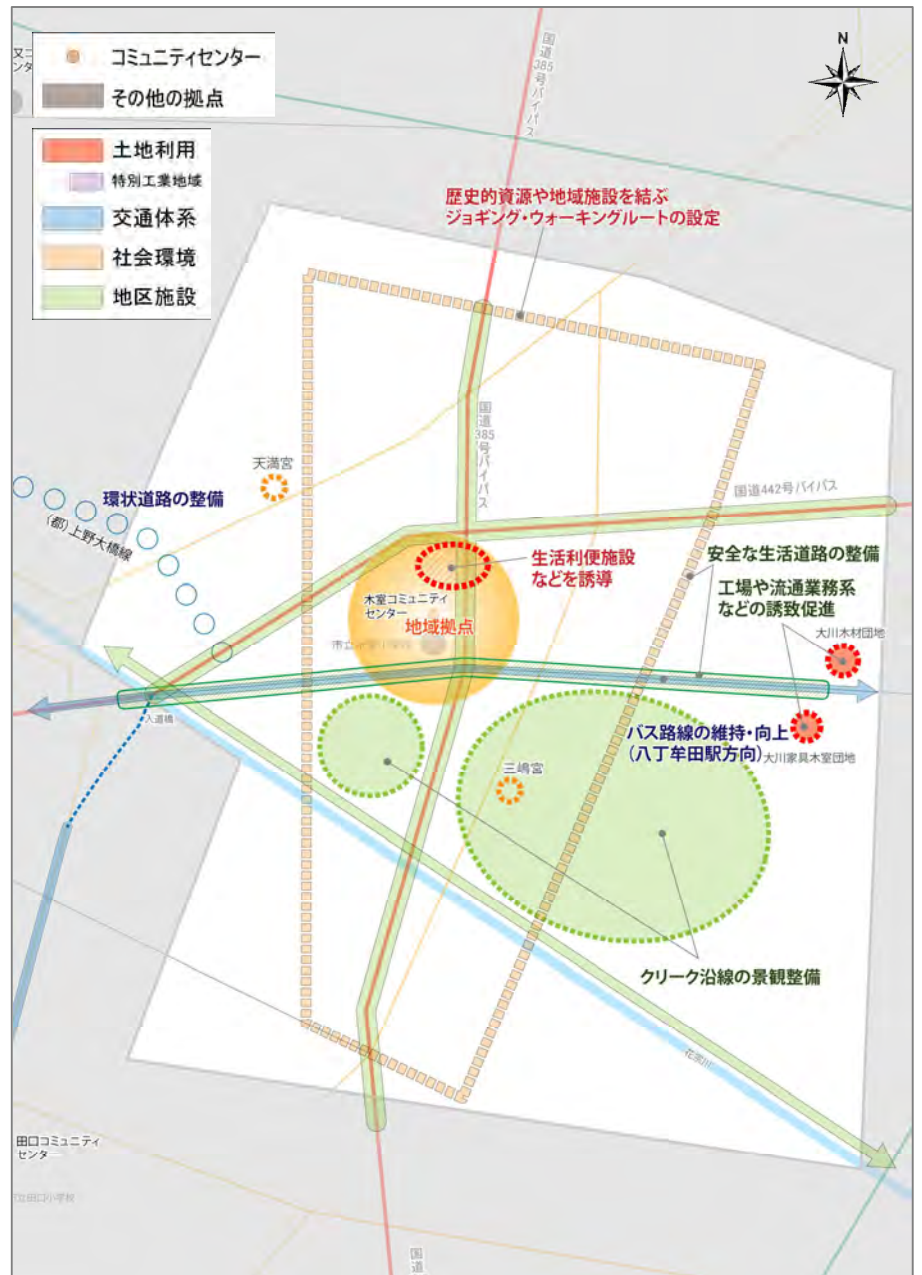 コミュニティセンター
その他の拠点
土地利用
特別工業地域
交通体系
社会環境
地区施設
国道385号バイパス
N
歴史的資源や地域施設を結ぶ
ジョギング・ウォーキングルートの設定
国道385号バイパス
天満宮
国道442号バイパス
環状道路の整備
(都)上野大橋線
安全な生活道路の整備
生活利便施設
などを誘導
工場や流通業務系
などの誘致促進
木室コミュニティ
センター
地域拠点
大川木材団地
入道橋
バス路線の維持・向上
(八丁牟田駅方向)
大川家具木室団地
三嶋宮
クリーク沿線の景観整備
花宗川
田口コミュニティ
センター
市立田口小学校
国道